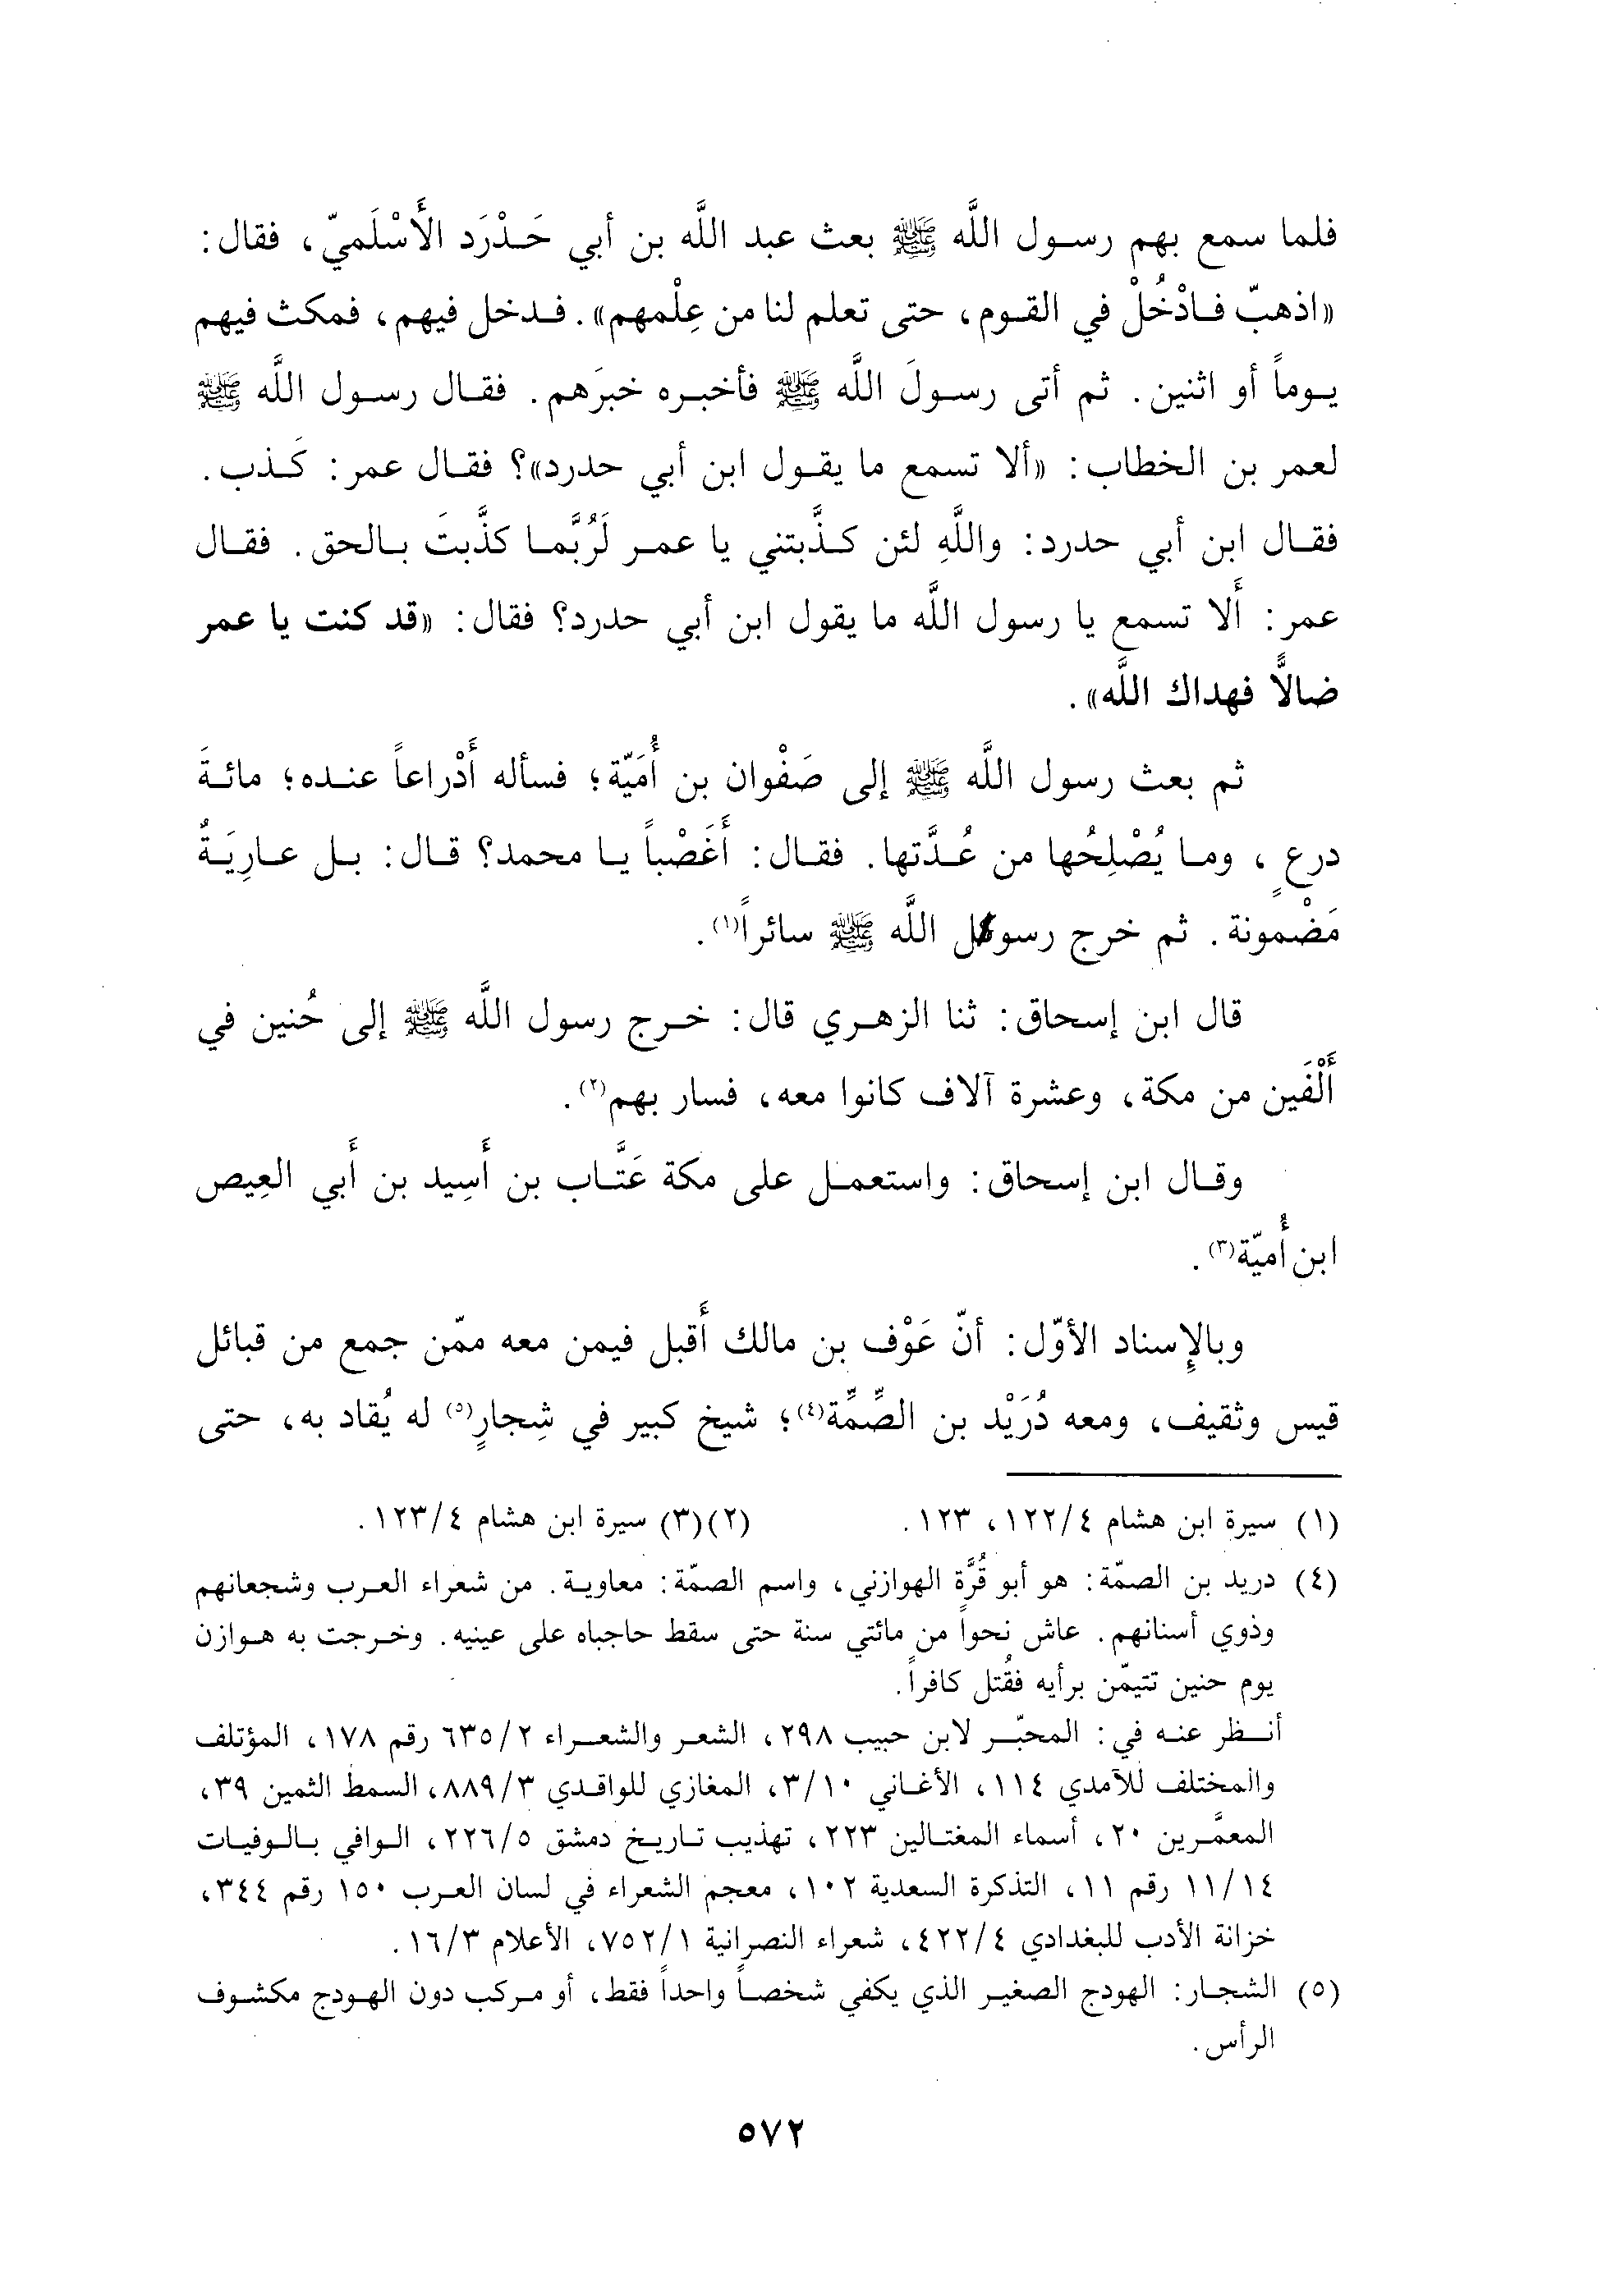 فلما سمع بهم رسول اللَّه ﷺ بعث عبد اللَّه بن أبي حَدْرَد الأَسْلَميّ، فقال:
«اذهبّ فادْخُلْ في القوم، حتى تعلم لنا من عِلْمهم». فدخل فيهم، فمكث فيهم
يوماً أو اثنين. ثم أتى رسولَ اللَّه ﷺ فأخبره خبرَهم. فقال رسول اللَّه ﷺ
لعمر بن الخطاب: «ألا تسمع ما يقول ابن أبي حدرد»؟ فقال عمر: كَذب.
فقال ابن أبي حدرد: واللَّهِ لئن كذَّبتني يا عمر لَرُبَّما كذَّبتَ بالحق. فقال
عمر: أَلا تسمع يا رسول اللَّه ما يقول ابن أبي حدرد؟ فقال: «قد كنت يا عمر
ضالاًّ فهداك اللَّه».
ثم بعث رسول اللَّه ﷺ إلى صَفْوان بن أُمَيّة؛ فسأله أَدْراعاً عنده؛ مائةَ
درعٍ، وما يُصْلِحُها من عُدَّتها. فقال: أَغَصْباً يا محمد؟ قال: بل عارِيَةٌ
مَضْمونة. ثم خرج رسول اللَّه ﷺ سائراً(١).
قال ابن إسحاق: ثنا الزهري قال: خرج رسول اللَّه ﷺ إلى حُنين في
أَلْفَين من مكة، وعشرة آلاف كانوا معه، فسار بهم(٢).
وقال ابن إسحاق: واستعمل على مكة عَتَّاب بن أَسِيد بن أَبي العِيص
ابن أُميّة(٣).
وبالإِسناد الأوّل: أنّ عَوْف بن مالك أَقبل فيمن معه ممّن جمع من قبائل
قيس وثقيف، ومعه دُرَيْد بن الصِّمَّة(٤)؛ شيخ كبير في شِجارٍ(٥) له يُقاد به، حتى
(١) سيرة ابن هشام ٤/١٢٢، ١٢٣. (٢)(٣) سيرة ابن هشام ٤/١٢٣.
(٤) دريد بن الصمّة: هو أبو قُرَّة الهوازني، واسم الصمّة: معاوية. من شعراء العرب وشجعانهم
وذوي أسنانهم. عاش نحواً من مائتي سنة حتى سقط حاجباه على عينيه. وخرجت به هوازن
يوم حنين تتيمّن برأيه فقُتل كافراً.
أنظر عنه في: المحبّر لابن حبيب ٢٩٨، الشعر والشعراء ٢/٦٣٥ رقم ١٧٨، المؤتلف
والمختلف للآمدي ١١٤، الأغاني ٣/١٠، المغازي للواقدي ٣/٨٨٩، السمط الثمين ٣٩،
المعمَّرين ٢٠، أسماء المغتالين ٢٢٣، تهذيب تاريخ دمشق ٥/٢٢٦، الوافي بالوفيات
١١/١٤ رقم ١١، التذكرة السعدية ١٠٢، معجم الشعراء في لسان العرب ١٥٠ رقم ٣٤٤،
خزانة الأدب للبغدادي ٤/٤٢٢، شعراء النصرانية ١/٧٥٢، الأعلام ٣/١٦.
(٥) الشجار: الهودج الصغير الذي يكفي شخصاً واحداً فقط، أو مركب دون الهودج مكشوف
الرأس.
٥٧٢